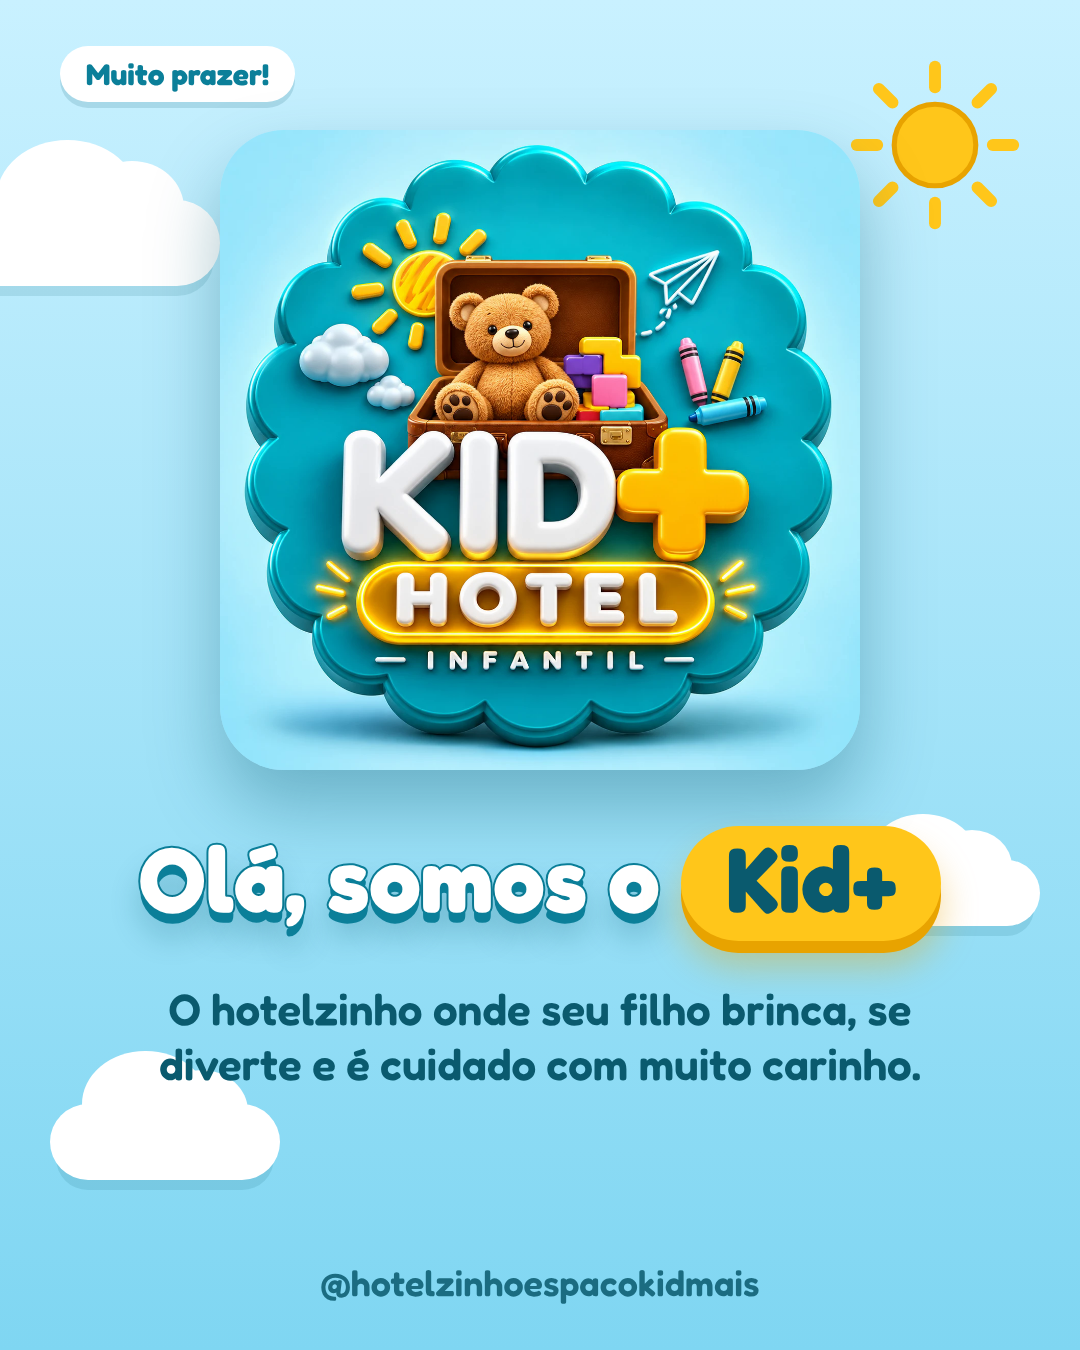 Muito prazer!
KID+
HOTEL
INFANTIL
Olá, somos o Kid+
O hotelzinho onde seu filho brinca, se
diverte e é cuidado com muito carinho.
@hotelzinhoespacokidmais